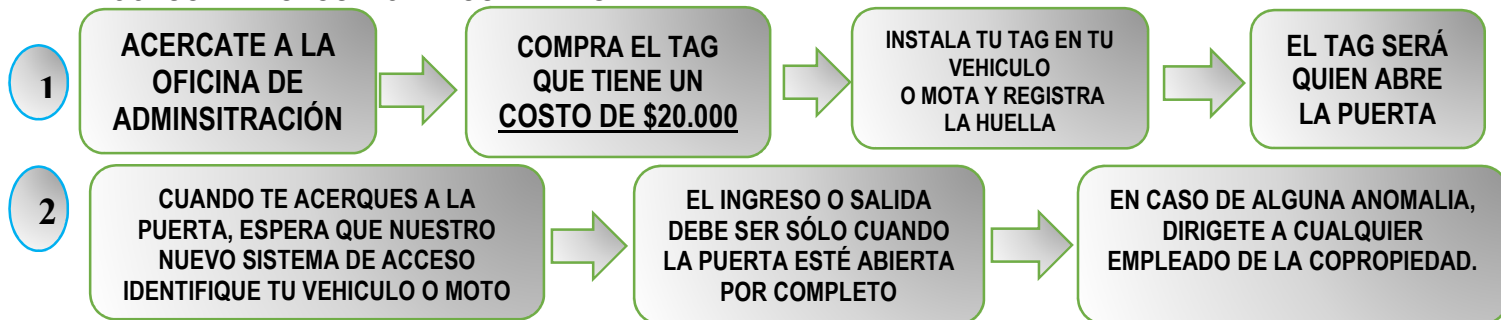 1
ACERCATE A LA
OFICINA DE
ADMINSITRACIÓN
COMPRA EL TAG
QUE TIENE UN
COSTO DE $20.000
INSTALA TU TAG EN TU
VEHICULO
O MOTA Y REGISTRA
LA HUELLA
EL TAG SERÁ
QUIEN ABRE
LA PUERTA
2
CUANDO TE ACERQUES A LA
PUERTA, ESPERA QUE NUESTRO
NUEVO SISTEMA DE ACCESO
IDENTIFIQUE TU VEHICULO O MOTO
EL INGRESO O SALIDA
DEBE SER SÓLO CUANDO
LA PUERTA ESTÉ ABIERTA
POR COMPLETO
EN CASO DE ALGUNA ANOMALIA,
DIRIGETE A CUALQUIER
EMPLEADO DE LA COPROPIEDAD.